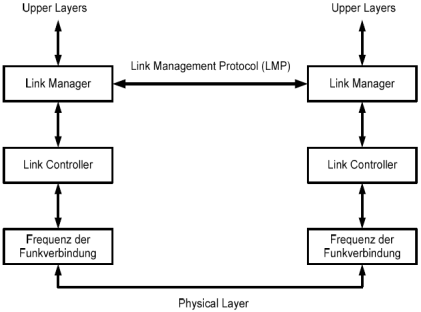 Upper Layers Upper Layers
Link Management Protocol (LMP)
Link Manager Link Manager
Link Controller Link Controller
Frequenz der Frequenz der
Funkverbindung Funkverbindung
Physical Layer